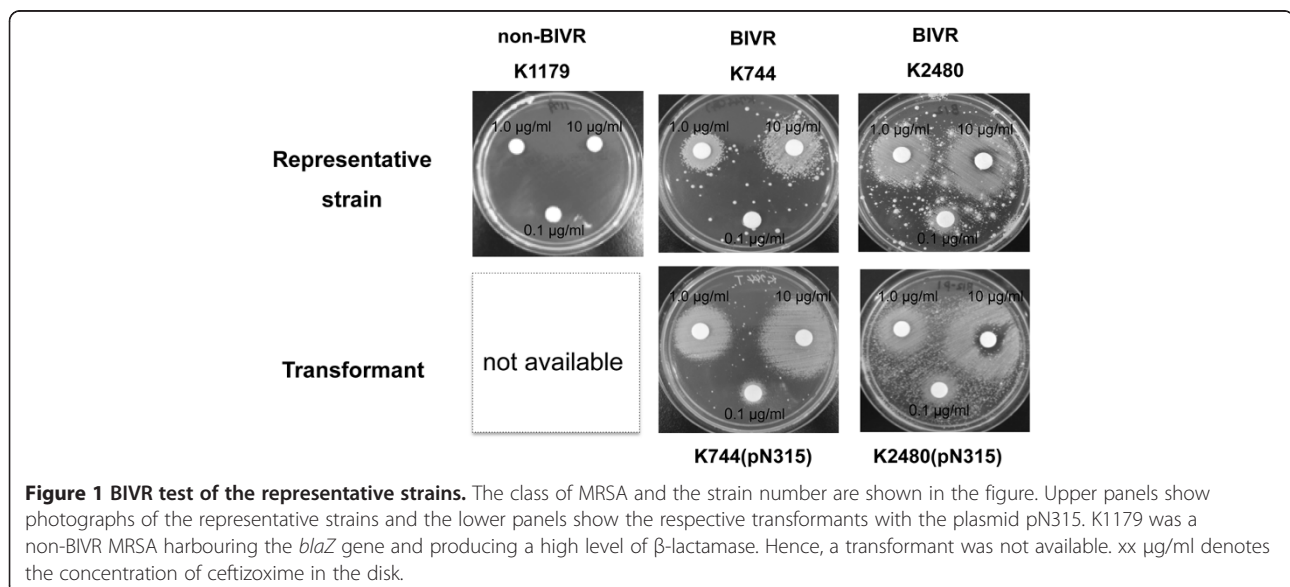 non-BIVR BIVR BIVR
K1179 K744 K2480
Representative
strain
1.0 µg/ml 10 µg/ml 1.0 µg/ml 10 µg/ml 1.0 µg/ml 10 µg/ml
0.1 µg/ml 0.1 µg/ml 0.1 µg/ml
Transformant
not available
1.0 µg/ml 10 µg/ml 1.0 µg/ml 10 µg/ml
0.1 µg/ml 0.1 µg/ml
K744(pN315) K2480(pN315)
Figure 1 BIVR test of the representative strains. The class of MRSA and the strain number are shown in the figure. Upper panels show
photographs of the representative strains and the lower panels show the respective transformants with the plasmid pN315. K1179 was a
non-BIVR MRSA harbouring the blaZ gene and producing a high level of β-lactamase. Hence, a transformant was not available. xx µg/ml denotes
the concentration of ceftizoxime in the disk.